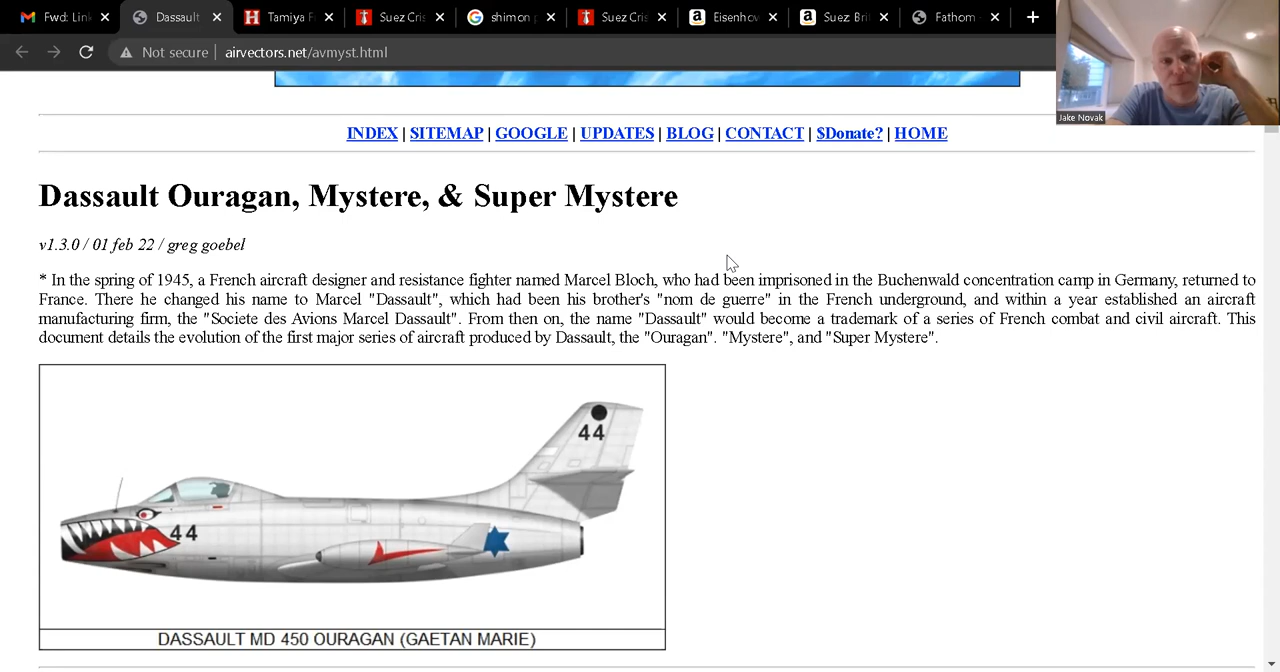 Fwd: Lin
Dassault
Tamiya F
Suez Cris
shimon p
Suez Cris
Eisenhov
Suez: Brit
Fathom
Not secure
airvectors.net/avmyst.html
Jake Novak
INDEX | SITEMAP | GOOGLE | UPDATES | BLOG | CONTACT | $Donate? | HOME
Dassault Ouragan, Mystere, & Super Mystere
v1.3.0 / 01 feb 22 / greg goebel
* In the spring of 1945, a French aircraft designer and resistance fighter named Marcel Bloch, who had been imprisoned in the Buchenwald concentration camp in Germany, returned to
France. There he changed his name to Marcel "Dassault", which had been his brother's "nom de guerre" in the French underground, and within a year established an aircraft
manufacturing firm, the "Societe des Avions Marcel Dassault". From then on, the name "Dassault" would become a trademark of a series of French combat and civil aircraft. This
document details the evolution of the first major series of aircraft produced by Dassault, the "Ouragan". "Mystere", and "Super Mystere".
44
44
DASSAULT MD 450 OURAGAN (GAETAN MARIE)